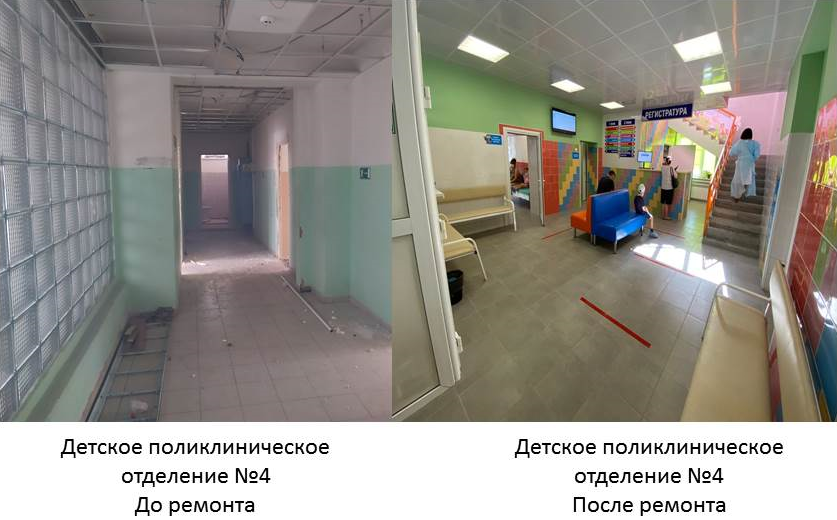 РЕГИСТРАТУРА
Детское поликлиническое
отделение №4
До ремонта
Детское поликлиническое
отделение №4
После ремонта